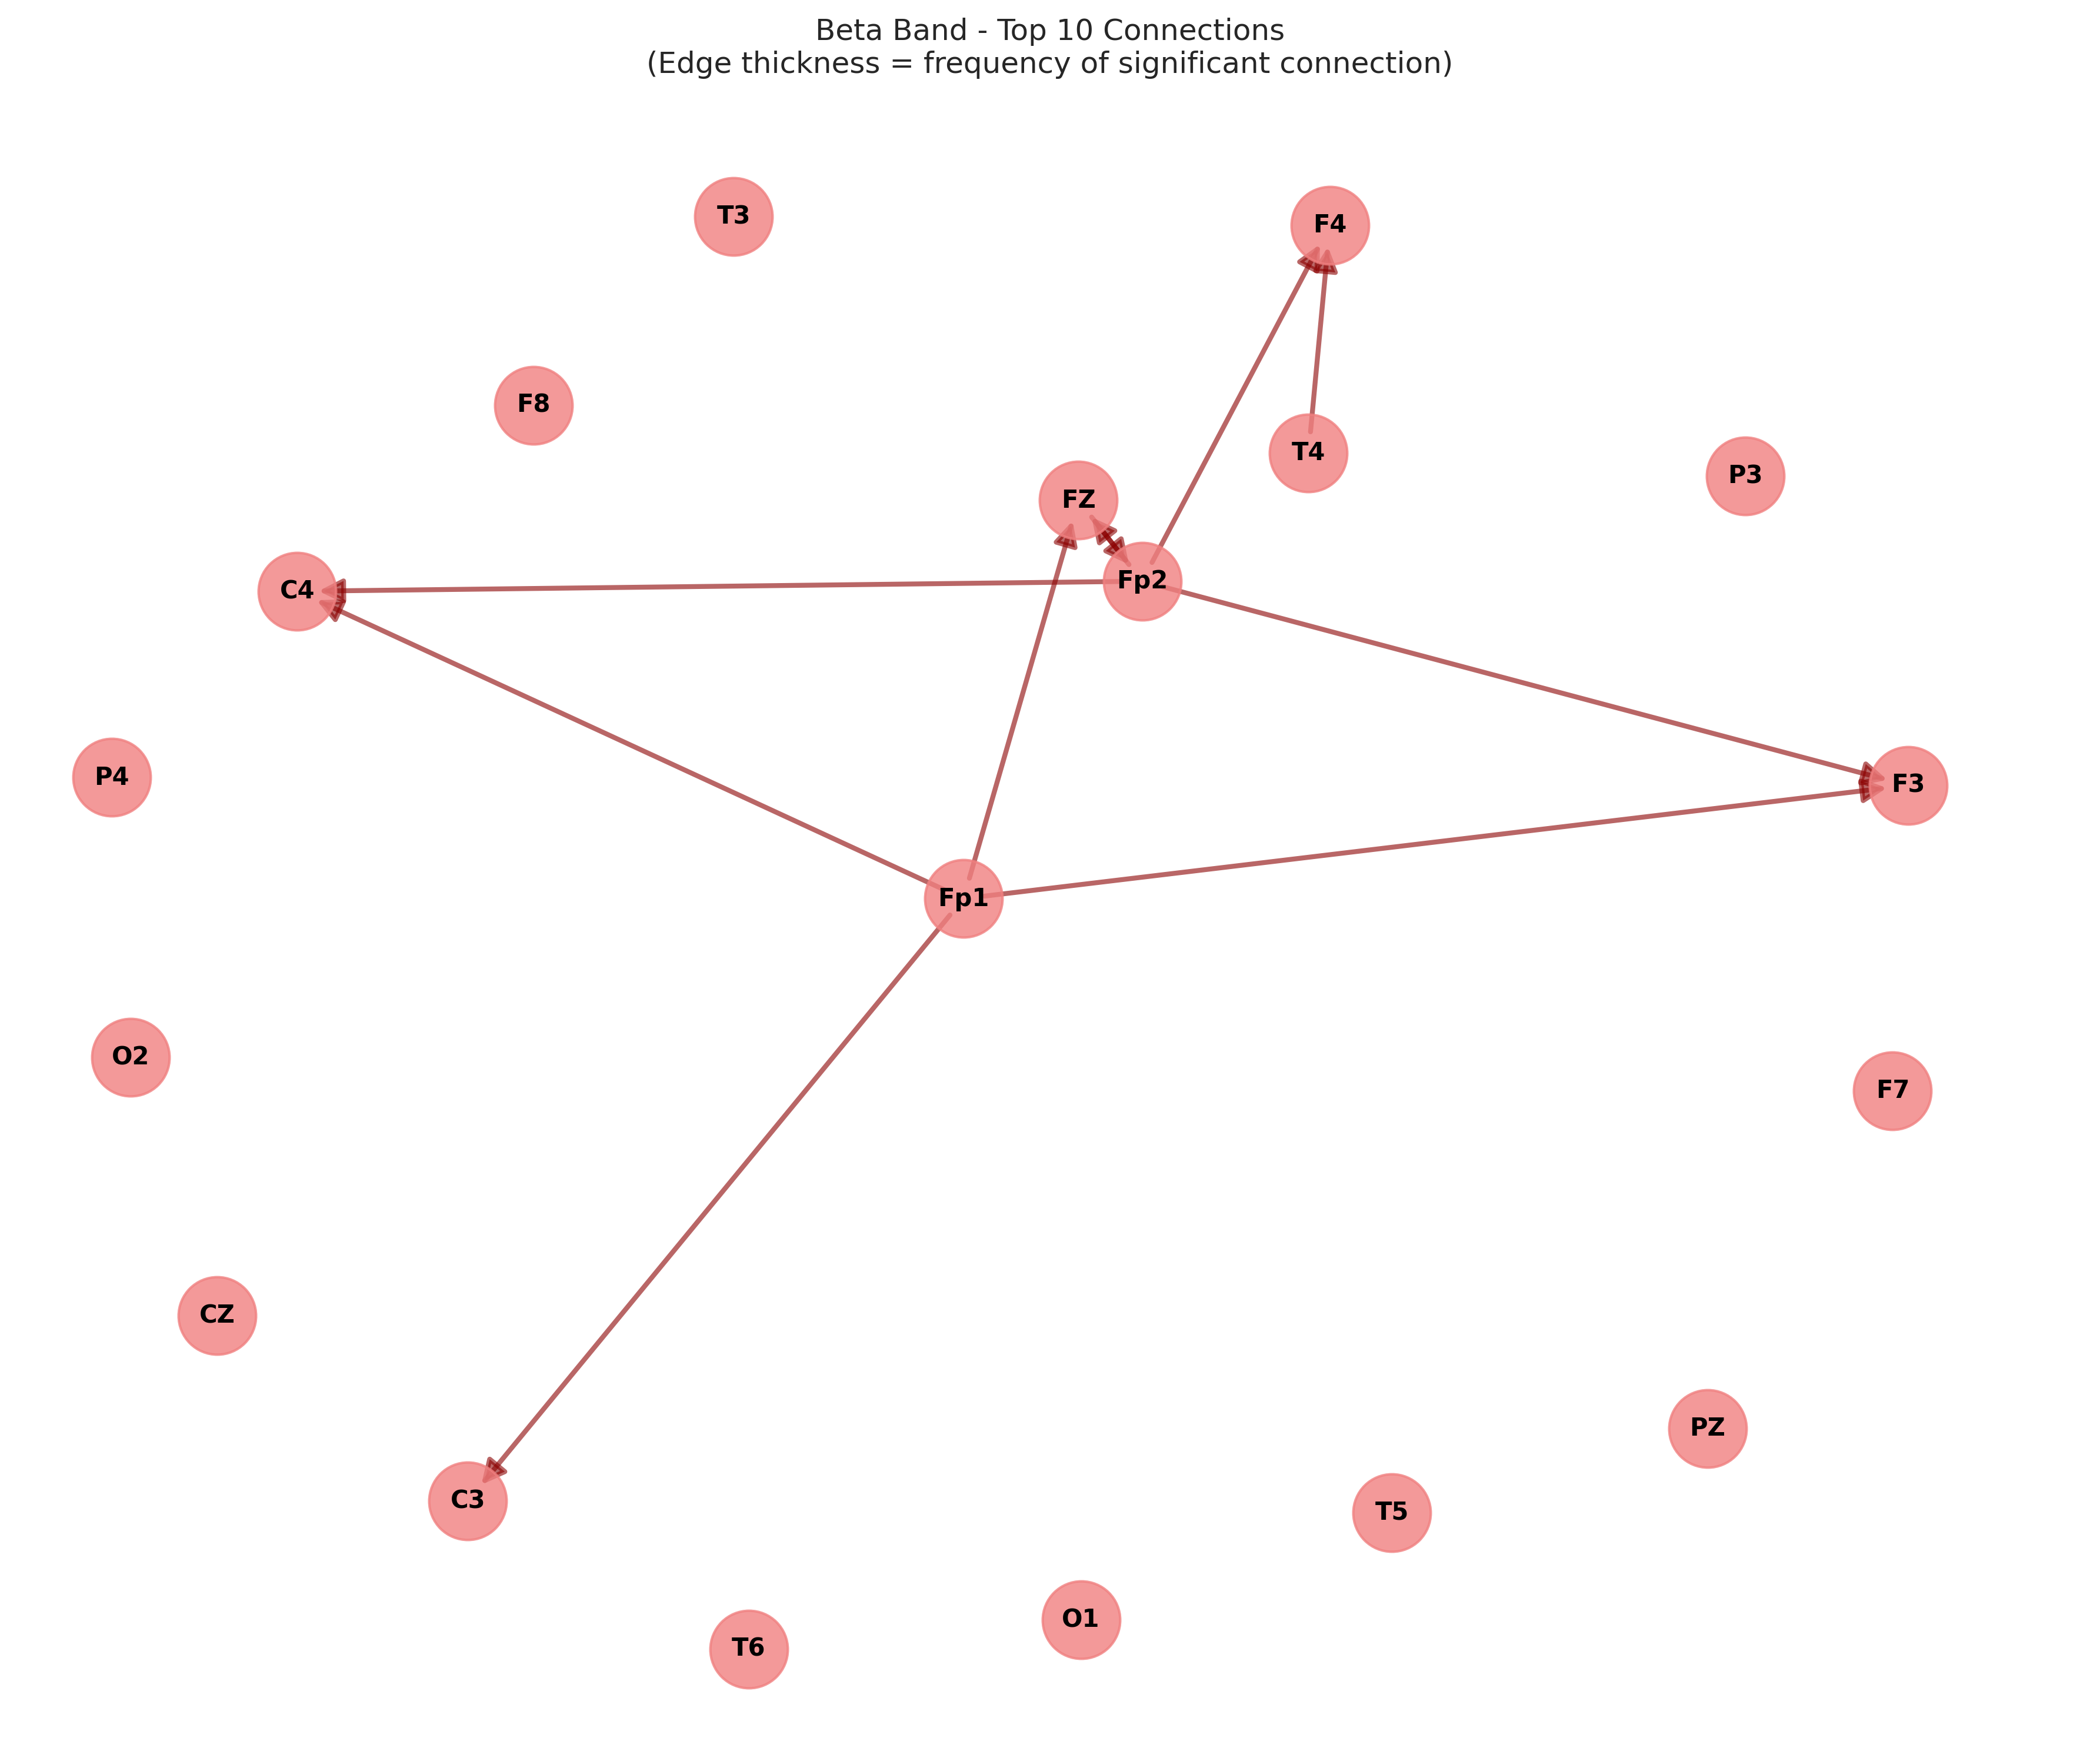 Beta Band - Top 10 Connections
(Edge thickness = frequency of significant connection)
T3
F4
F8
T4
P3
FZ
Fp2
C4
P4
F3
Fp1
O2
F7
CZ
PZ
C3
T5
O1
T6